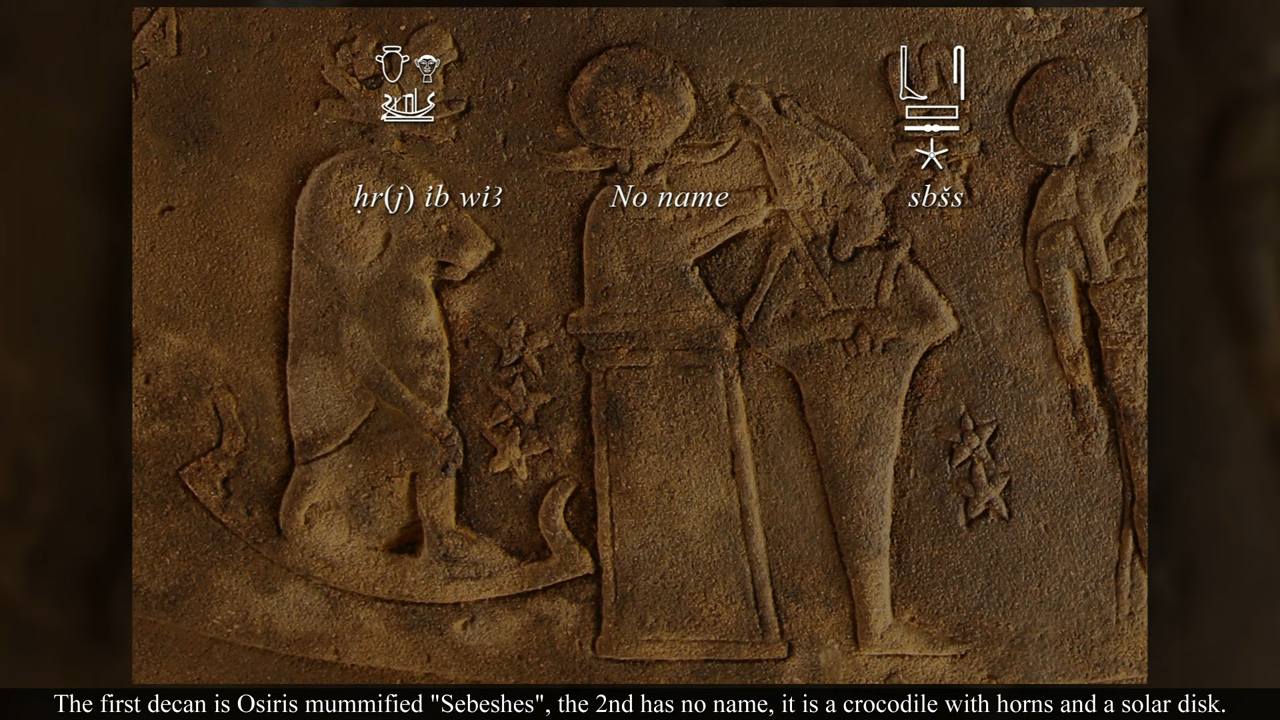 ḥr(j) ib wiꜣ
No name
sbšs
The first decan is Osiris mummified "Sebeshes", the 2nd has no name, it is a crocodile with horns and a solar disk.